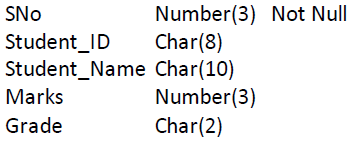 SNo Number(3) Not Null
Student_ID Char(8)
Student_Name Char(10)
Marks Number(3)
Grade Char(2)